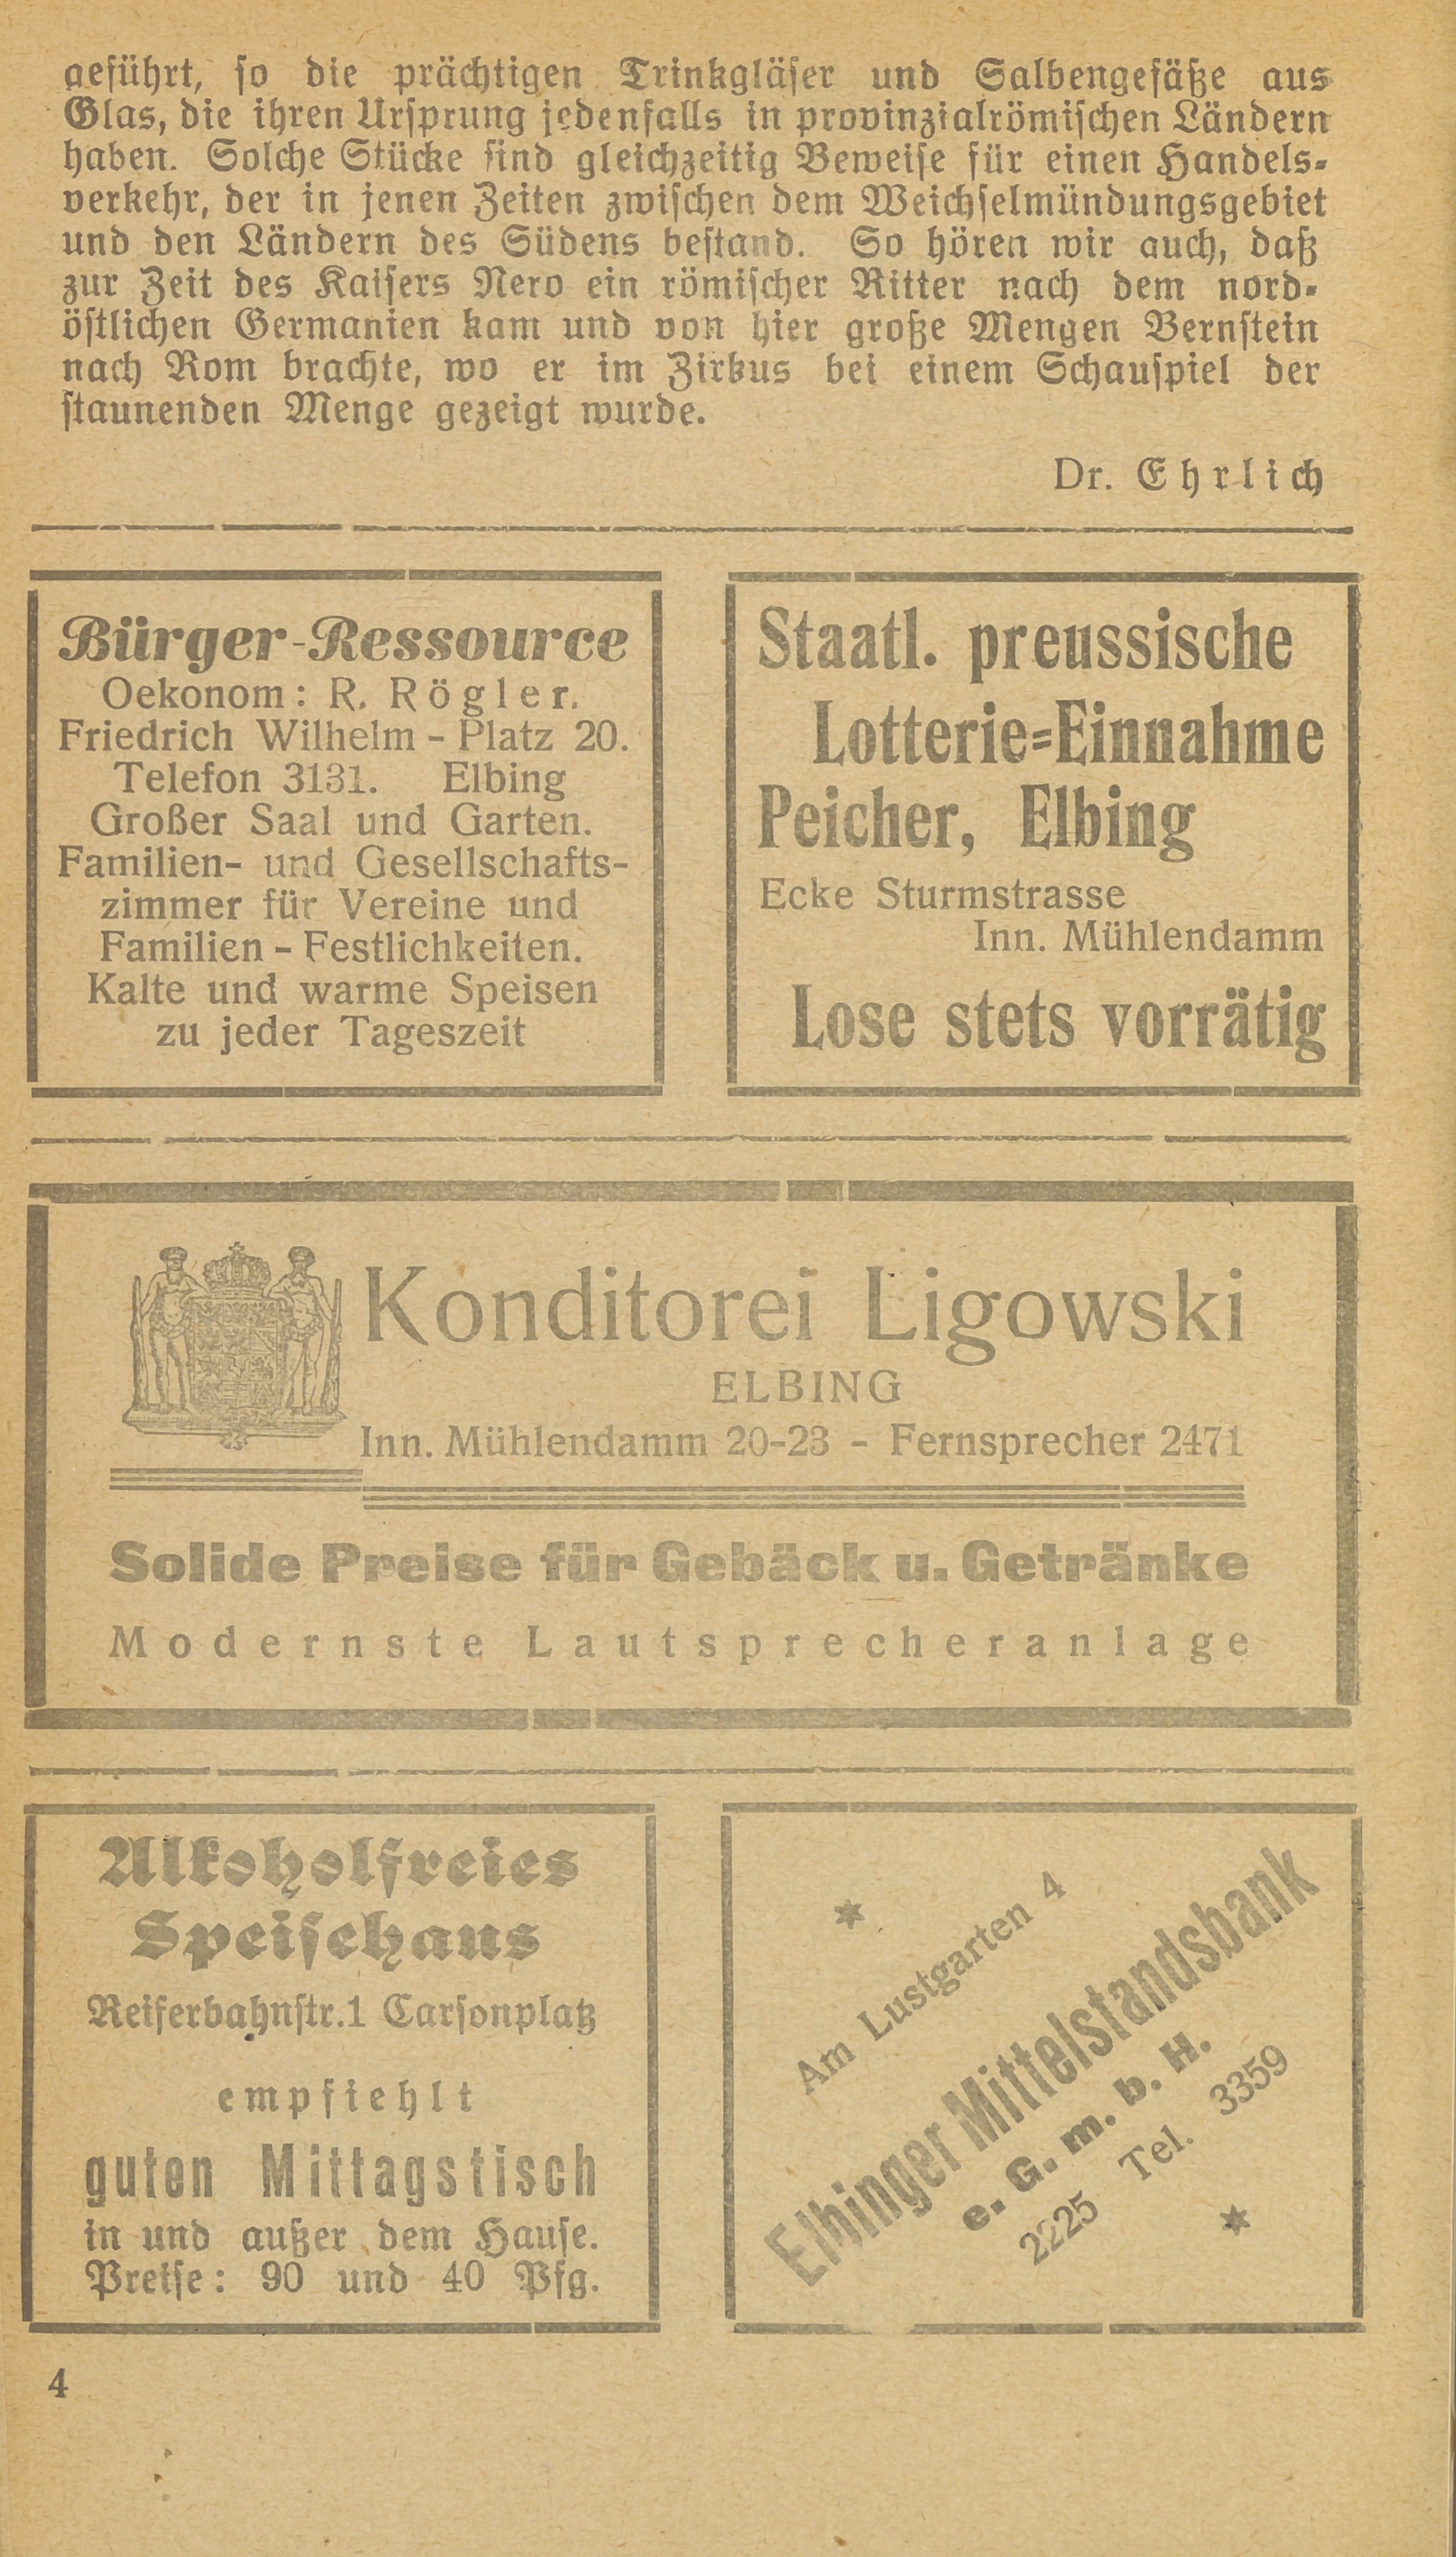 geführt, so die prächtigen Trinkgläser und Salbengefäße aus
Glas, die ihren Ursprung jedenfalls in provinzialrömischen Ländern
haben. Solche Stücke sind gleichzeitig Beweise für einen Handels-
verkehr, der in jenen Zeiten zwischen dem Weichselmündungsgebiet
und den Ländern des Südens bestand. So hören wir auch, daß
zur Zeit des Kaisers Nero ein römischer Ritter nach dem nord-
östlichen Germanien kam und von hier große Mengen Bernstein
nach Rom brachte, wo er im Zirkus bei einem Schauspiel der
staunenden Menge gezeigt wurde.
Dr. Ehrlich
Bürger-Ressource
Oekonom: R. Rögler.
Friedrich Wilhelm-Platz 20.
Telefon 3131. Elbing
Großer Saal und Garten.
Familien- und Gesellschafts-
zimmer für Vereine und
Familien-Festlichkeiten.
Kalte und warme Speisen
zu jeder Tageszeit
Staatl. preussische
Lotterie=Einnahme
Peicher, Elbing
Ecke Sturmstrasse
Inn. Mühlendamm
Lose stets vorrätig
Konditorei Ligowski
ELBING
Inn. Mühlendamm 20-23 - Fernsprecher 2471
Solide Preise für Gebäck u. Getränke
Modernste Lautsprecheranlage
Alkoholfreies
Speisehaus
Reiferbahnstr.1 Carsonplatz
empfiehlt
guten Mittagstisch
in und außer dem Hause.
Preise: 90 und 40 Pfg.
Am Lustgarten 4
Elbinger Mittelstandsbank
e. G. m. b. H.
2225 Tel. 3359
4